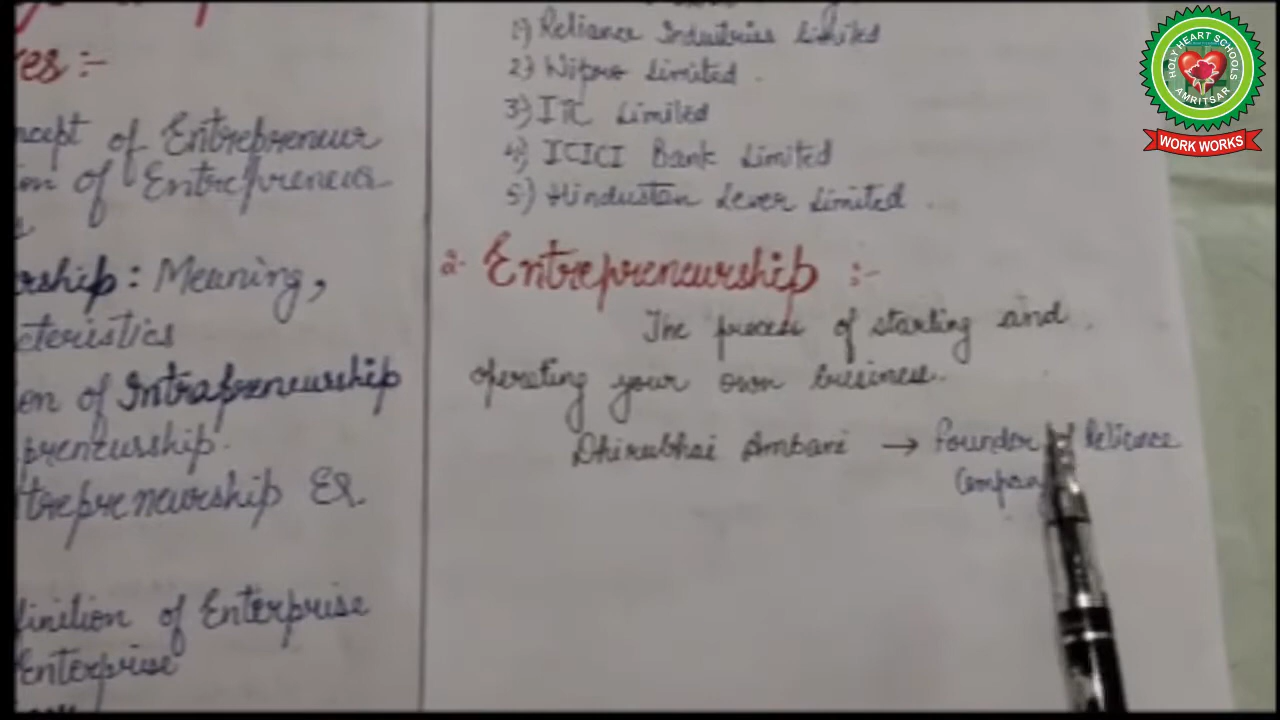 res :-
ncept of Entrepreneur
on of Entrepreneur
rship : Meaning,
cteristics
on of Intrapreneurship
preneurship.
trepreneurship Er.
finition of Enterprise
Enterprise
1) Reliance Industries Limited
2) Wipro Limited .
3) ITC Limited
4) ICICI Bank Limited
5) Hindustan Lever Limited .
2- Entrepreneurship :-
The process of starting and
operating your own business.
Dhirubhai Ambani → Founder of Reliance
Company
HOLY HEART SCHOOLS
AMRITSAR
WORK WORKS